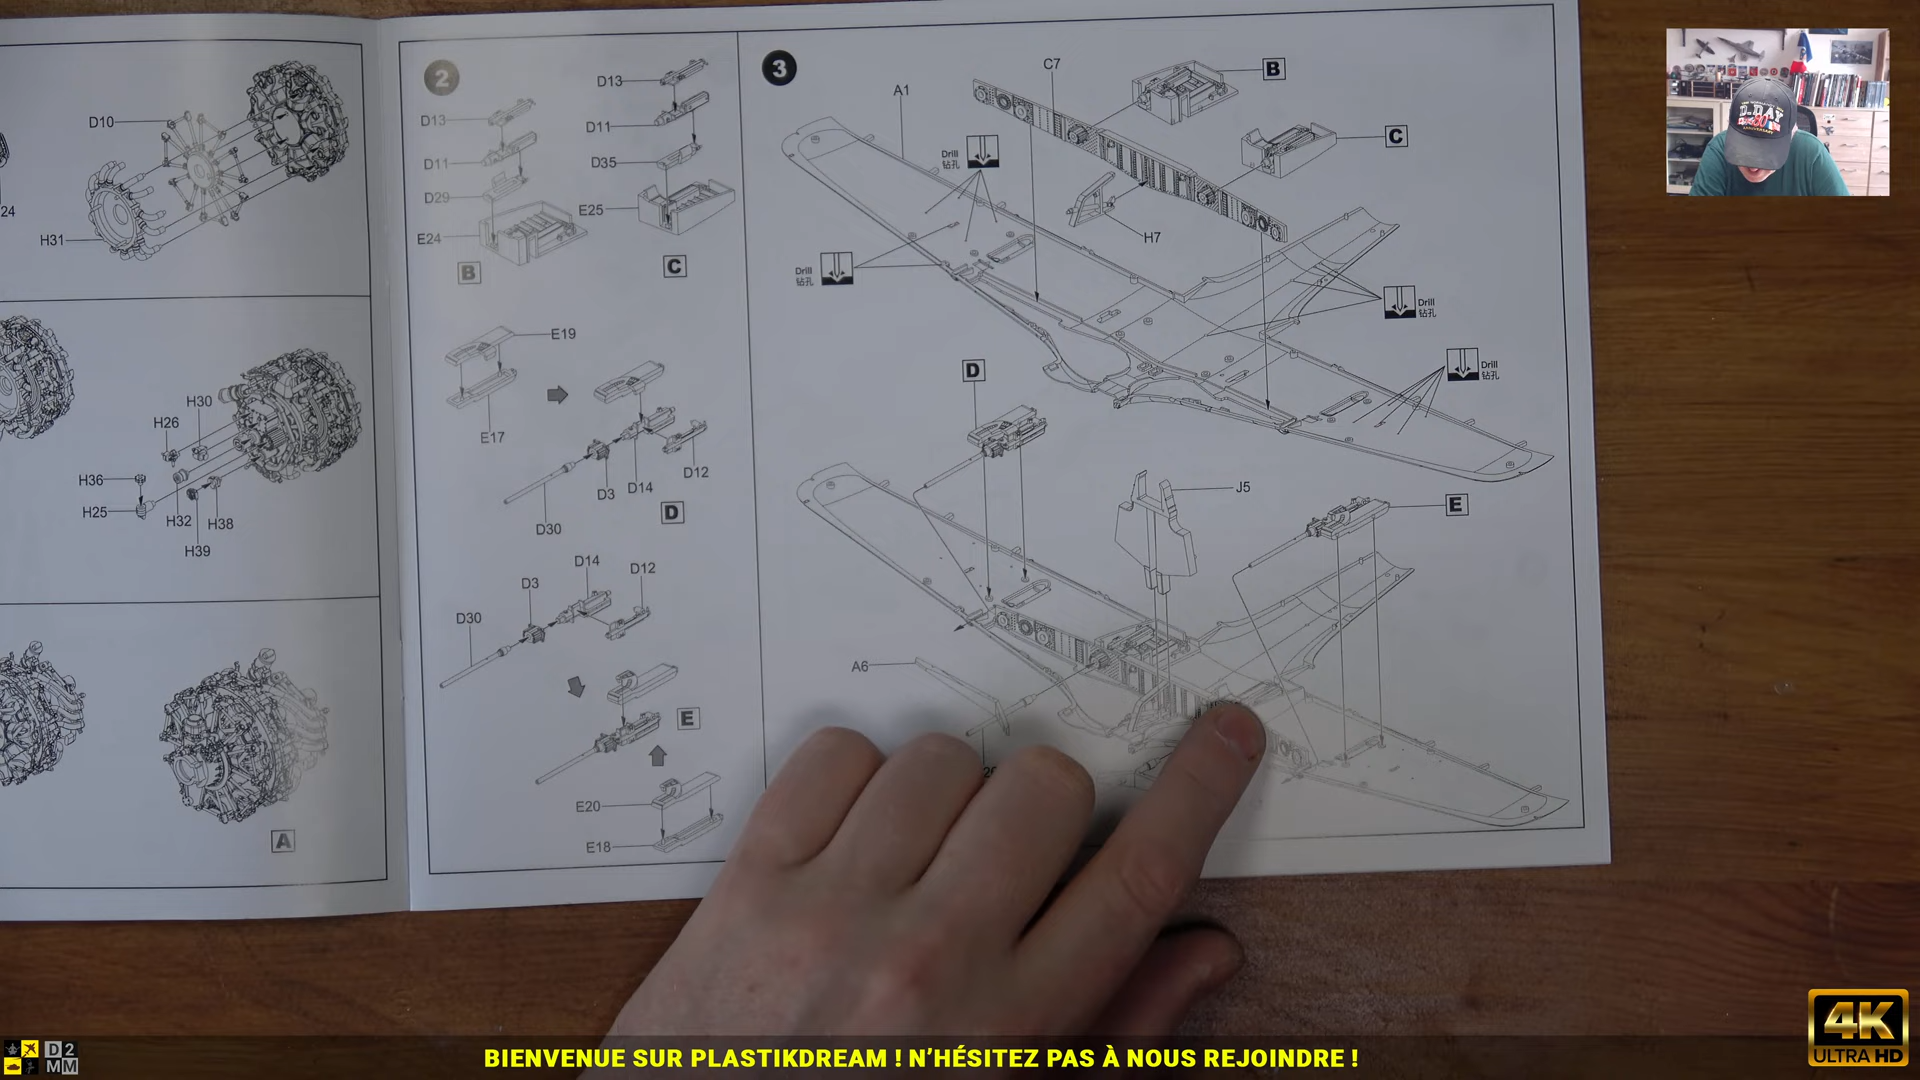 24
D10
H31
H30
H26
H36
H25
H32
H38
H39
A
2
D13
D13
D11
D11
D35
D29
E25
E24
B
C
E19
E17
D12
D3
D14
D30
D
D14
D3
D12
D30
E
E20
E18
3
C7
B
A1
C
Drill
钻孔
H7
Drill
钻孔
Drill
钻孔
Drill
钻孔
D
J5
E
A6
D-DAY
80
ANNIVERSARY
D2
MM
BIENVENUE SUR PLASTIKDREAM ! N'HÉSITEZ PAS À NOUS REJOINDRE !
4K
ULTRA HD